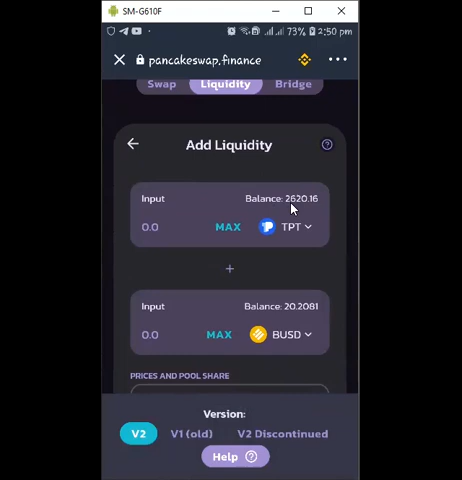 SM-G610F
73% 2:50 pm
pancakeswap.finance
Swap Liquidity Bridge
Add Liquidity
Input Balance: 2620.16
0.0 MAX TPT
+
Input Balance: 20.2081
0.0 MAX BUSD
PRICES AND POOL SHARE
Version:
V2 V1 (old) V2 Discontinued
Help